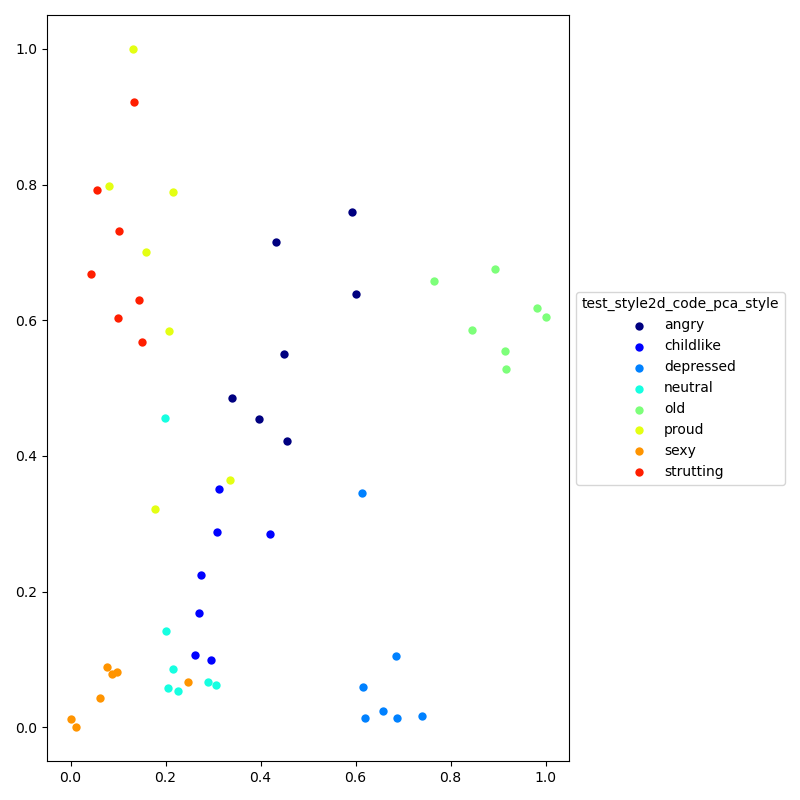 1.0
0.8
0.6
0.4
0.2
0.0
0.0 0.2 0.4 0.6 0.8 1.0
test_style2d_code_pca_style
angry
childlike
depressed
neutral
old
proud
sexy
strutting